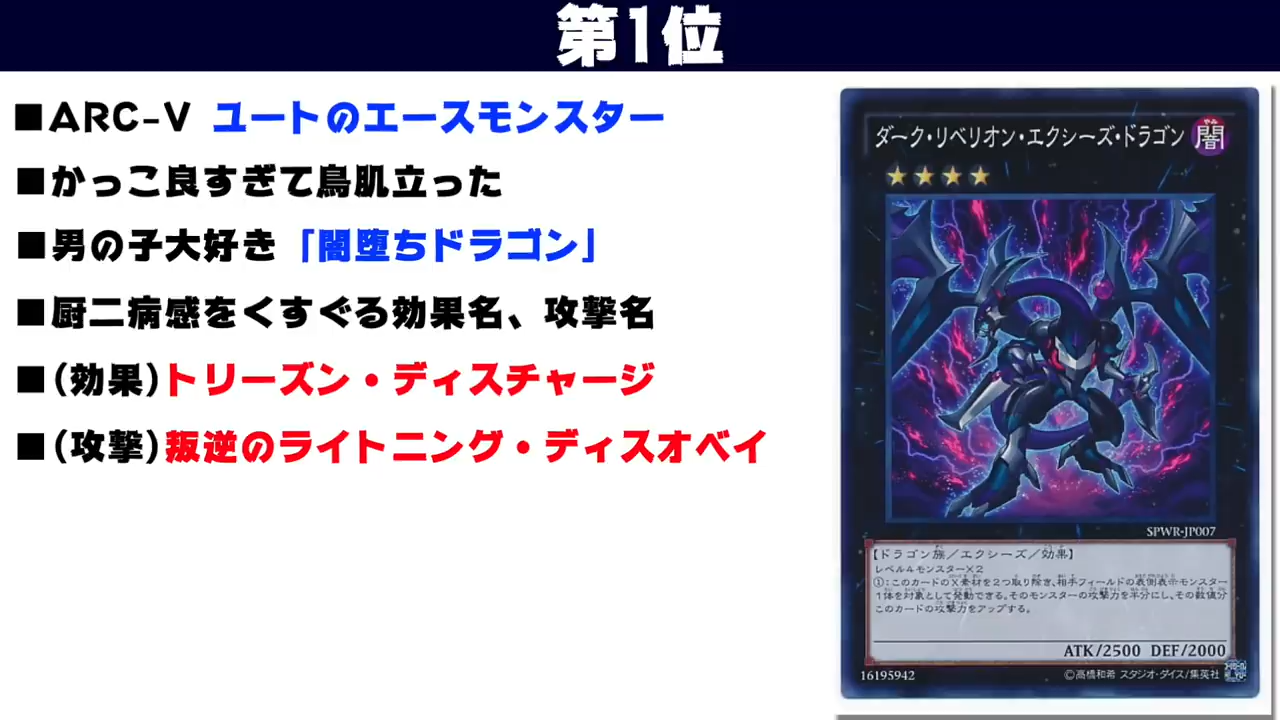 第1位
■ARC-V ユートのエースモンスター
■かっこ良すぎて鳥肌立った
■男の子大好き「闇堕ちドラゴン」
■厨二病感をくすぐる効果名、攻撃名
■(効果)トリーズン・ディスチャージ
■(攻撃)叛逆のライトニング・ディスオベイ
ダーク・リベリオン・エクシーズ・ドラゴン 闇
SPWR-JP007
【ドラゴン族／エクシーズ／効果】
レベル4モンスター×2
①：このカードのX素材を2つ取り除き、相手フィールドの表側表示モンスター
1体を対象として発動できる。そのモンスターの攻撃力を半分にし、その数値分
このカードの攻撃力をアップする。
ATK/2500 DEF/2000
16195942 ©高橋和希 スタジオ・ダイス/集英社